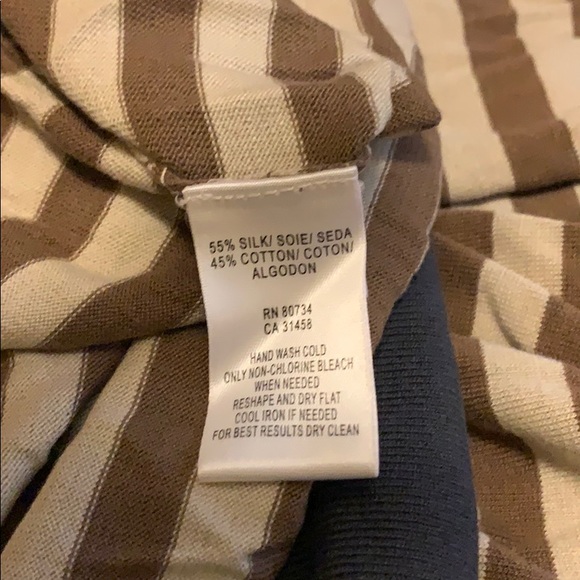 55% SILK/ SOIE/ SEDA
45% COTTON/ COTON/
ALGODON
RN 80734
CA 31458
HAND WASH COLD
ONLY NON-CHLORINE BLEACH
WHEN NEEDED
RESHAPE AND DRY FLAT
COOL IRON IF NEEDED
FOR BEST RESULTS DRY CLEAN